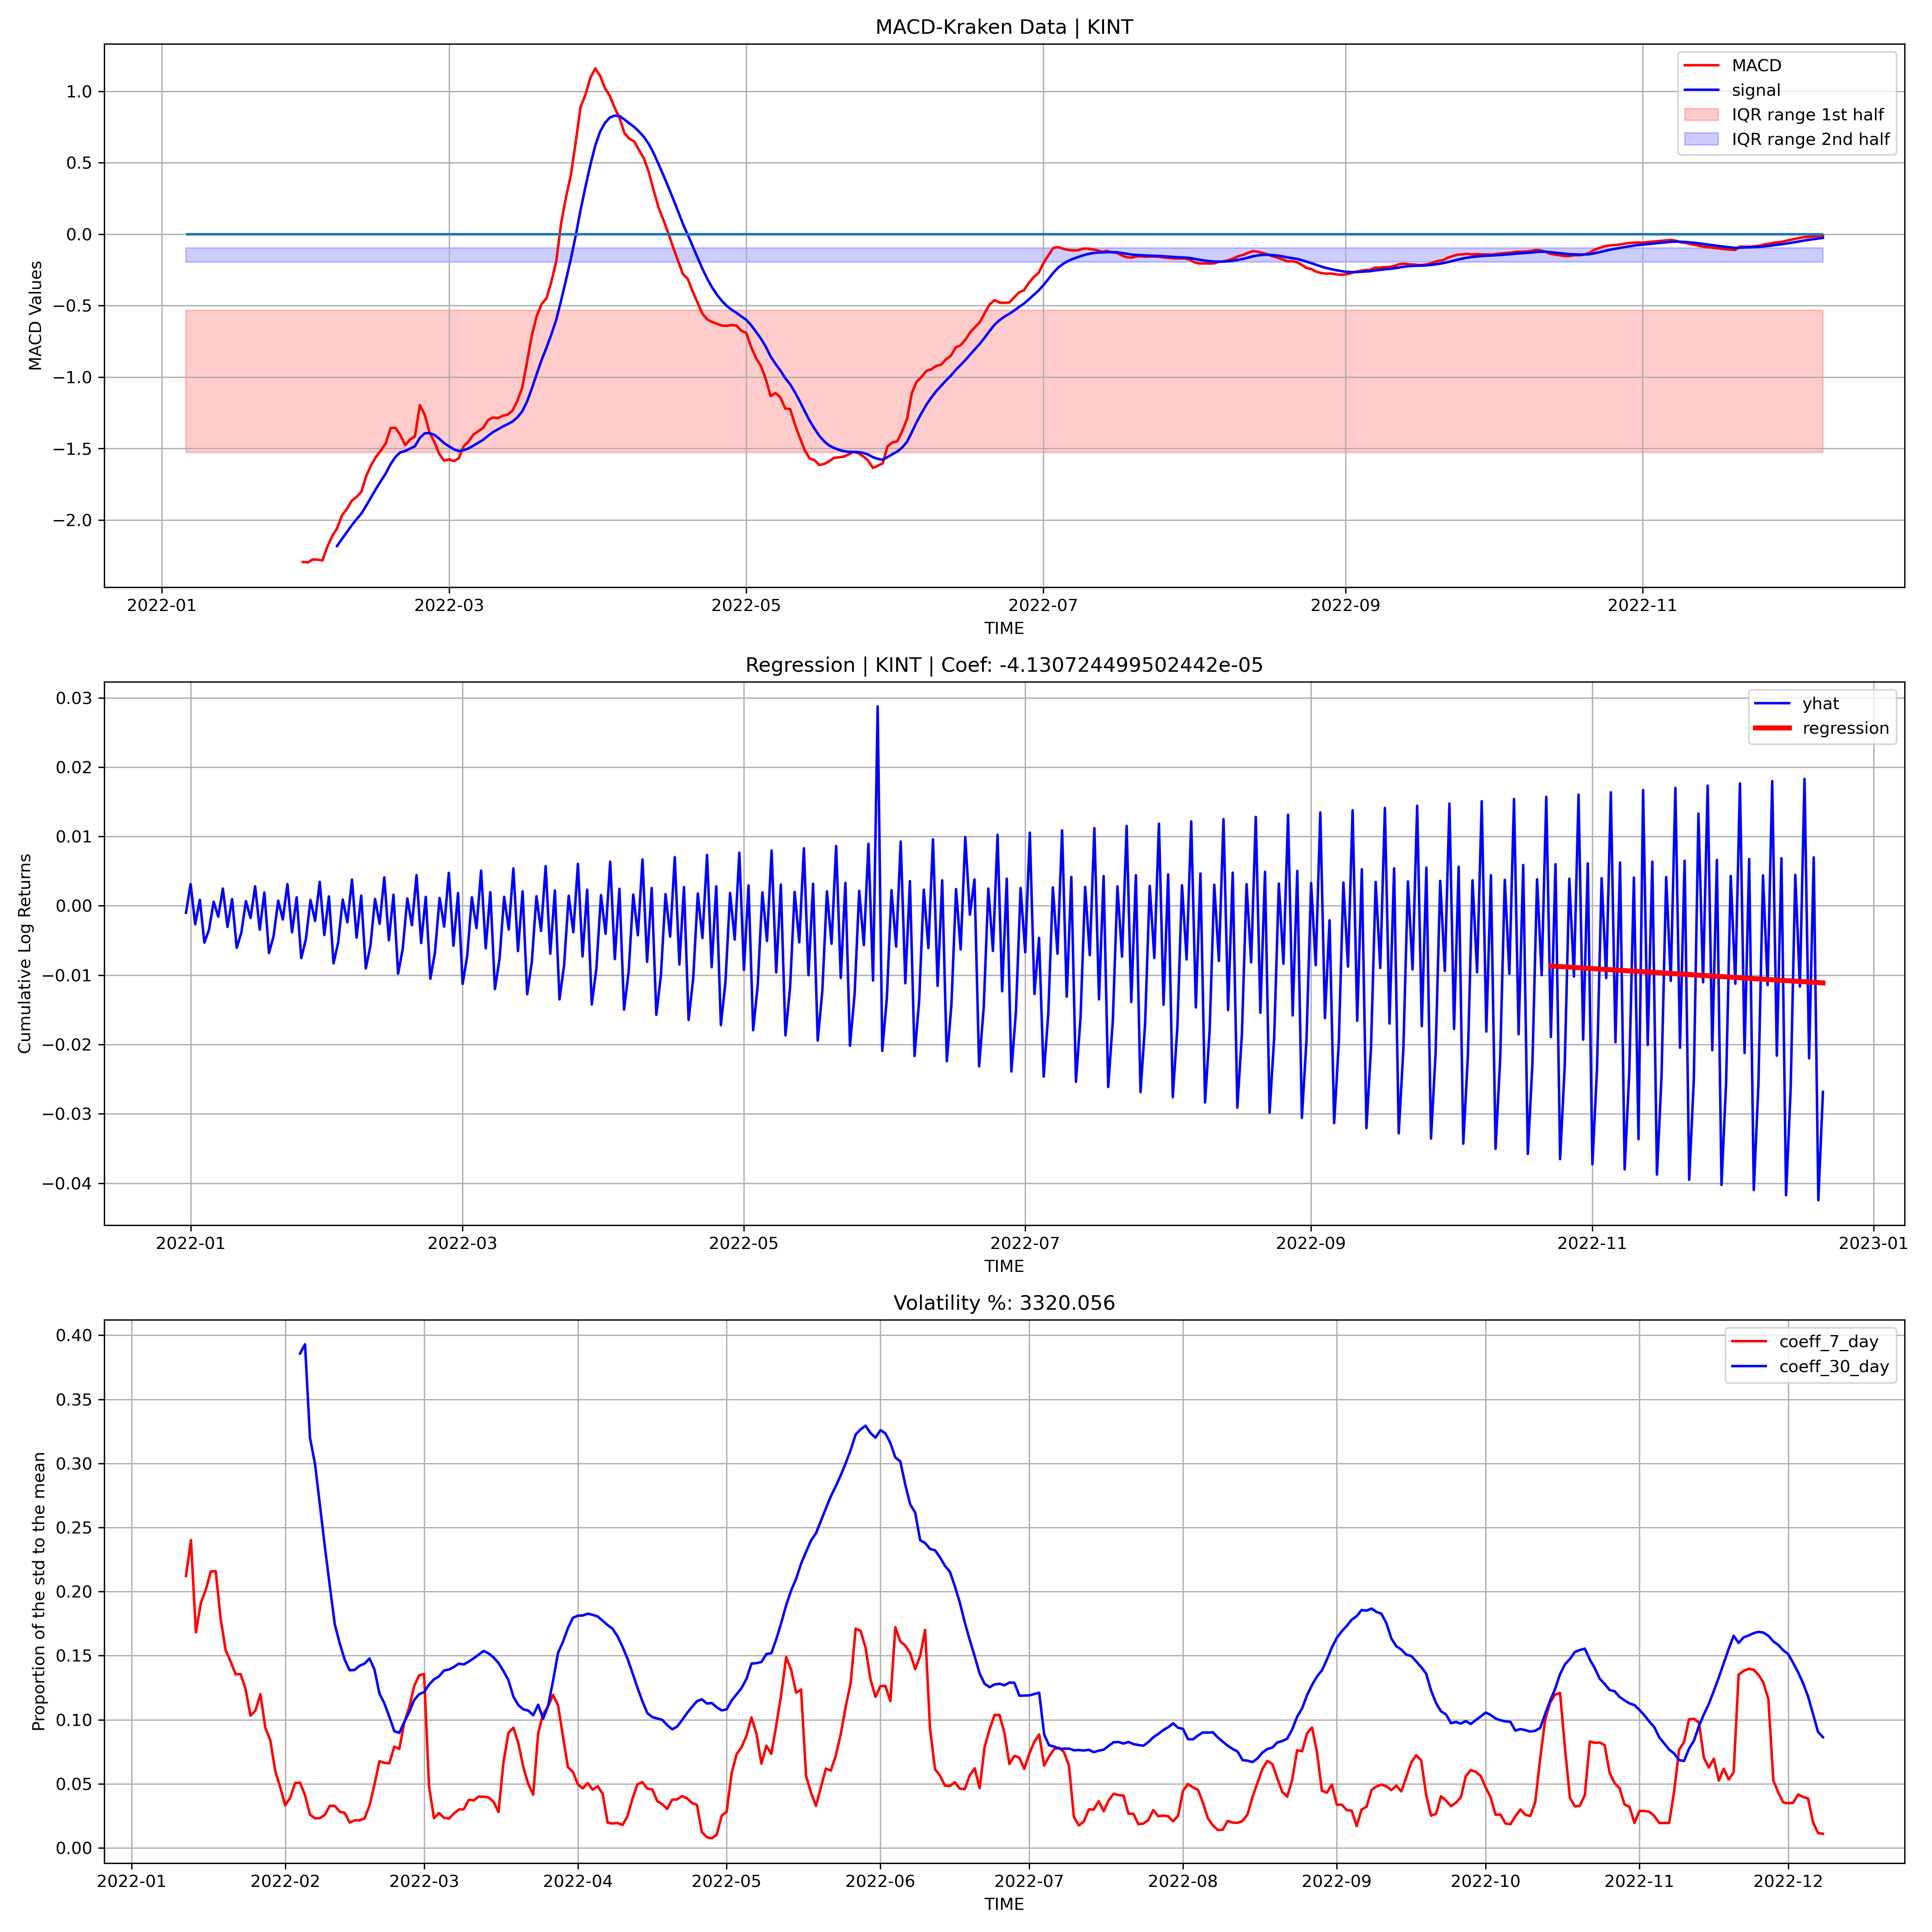 MACD-Kraken Data | KINT
MACD
signal
IQR range 1st half
IQR range 2nd half
1.0
0.5
0.0
−0.5
−1.0
−1.5
−2.0
MACD Values
2022-01 2022-03 2022-05 2022-07 2022-09 2022-11
TIME
Regression | KINT | Coef: -4.130724499502442e-05
yhat
regression
0.03
0.02
0.01
0.00
−0.01
−0.02
−0.03
−0.04
Cumulative Log Returns
2022-01 2022-03 2022-05 2022-07 2022-09 2022-11 2023-01
TIME
Volatility %: 3320.056
coeff_7_day
coeff_30_day
0.40
0.35
0.30
0.25
0.20
0.15
0.10
0.05
0.00
Proportion of the std to the mean
2022-01 2022-02 2022-03 2022-04 2022-05 2022-06 2022-07 2022-08 2022-09 2022-10 2022-11 2022-12
TIME